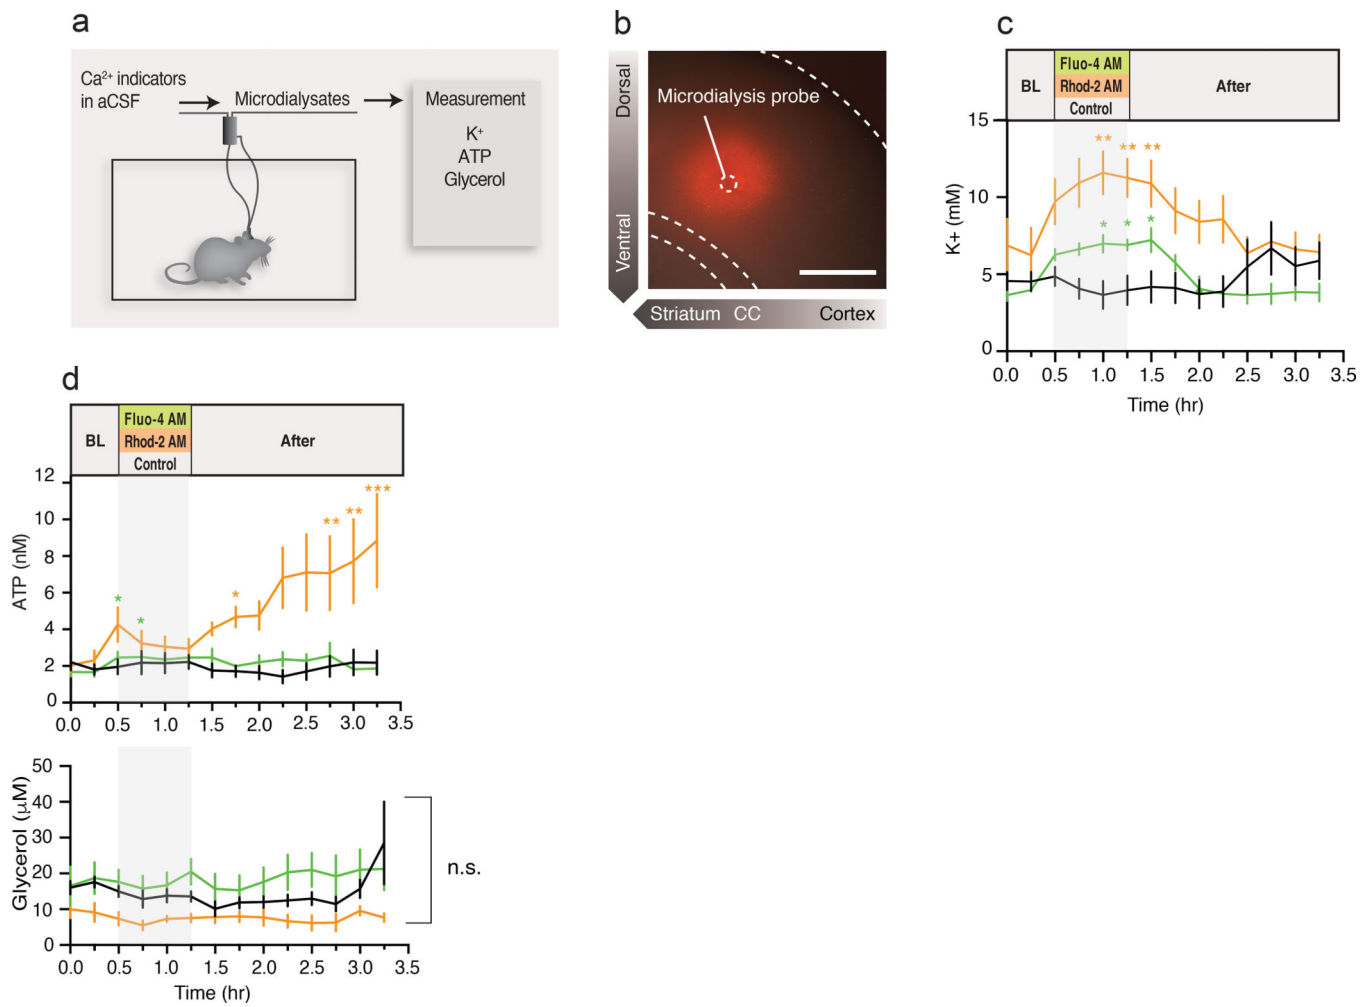 a
Ca²⁺ indicators
in aCSF
Microdialysates
Measurement
K⁺
ATP
Glycerol
b
Dorsal
Ventral
Microdialysis probe
Striatum CC Cortex
c
BL
Fluo-4 AM
Rhod-2 AM
Control
After
K+ (mM)
15
10
5
0
** ** **
* * *
0.0 0.5 1.0 1.5 2.0 2.5 3.0 3.5
Time (hr)
d
BL
Fluo-4 AM
Rhod-2 AM
Control
After
ATP (nM)
12
10
8
6
4
2
0
* * * ** ** ***
0.0 0.5 1.0 1.5 2.0 2.5 3.0 3.5
Glycerol (μM)
50
40
30
20
10
0
n.s.
0.0 0.5 1.0 1.5 2.0 2.5 3.0 3.5
Time (hr)